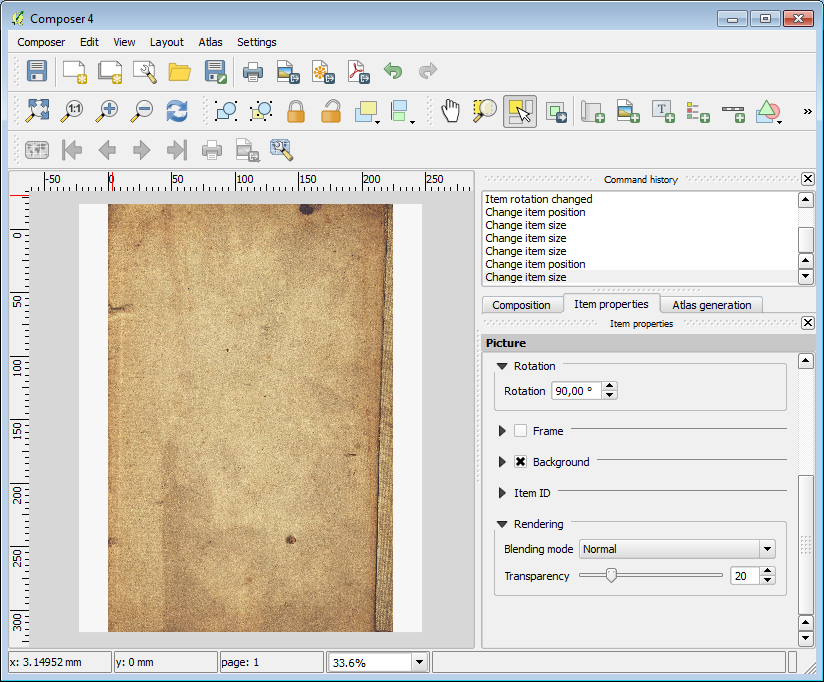 Composer 4
Composer Edit View Layout Atlas Settings
1:1
T
»
-50 0 50 100 150 200 250
0
50
100
150
200
250
300
Command history
Item rotation changed
Change item position
Change item size
Change item size
Change item size
Change item position
Change item size
Composition Item properties Atlas generation
Item properties
Picture
Rotation
Rotation 90,00 °
Frame
Background
Item ID
Rendering
Blending mode Normal
Transparency 20
x: 3.14952 mm y: 0 mm page: 1 33.6%